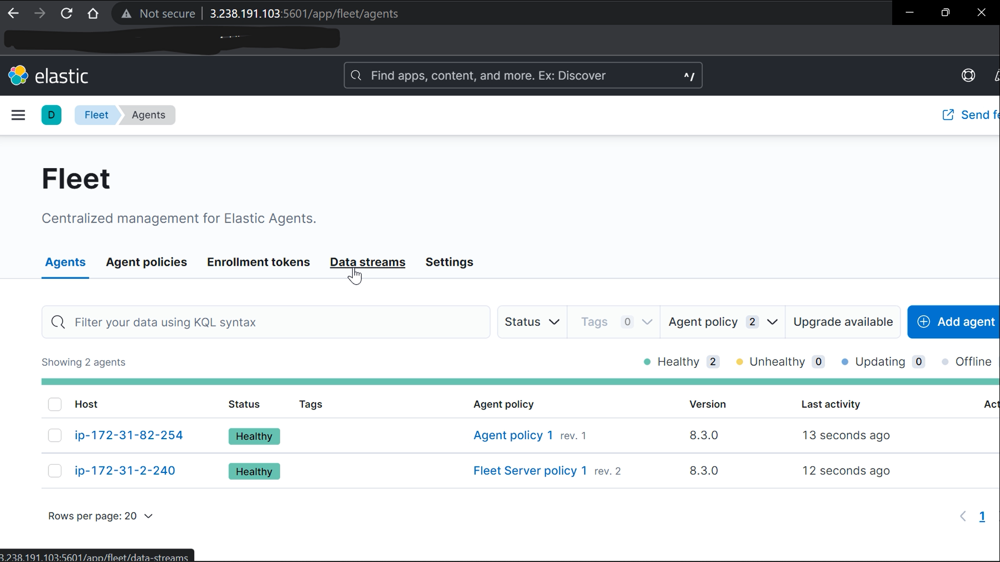 Not secure 3.238.191.103:5601/app/fleet/agents
elastic Find apps, content, and more. Ex: Discover ^/
D Fleet Agents Send
Fleet
Centralized management for Elastic Agents.
Agents Agent policies Enrollment tokens Data streams Settings
Filter your data using KQL syntax Status Tags 0 Agent policy 2 Upgrade available Add agent
Showing 2 agents Healthy 2 Unhealthy 0 Updating 0 Offline
Host Status Tags Agent policy Version Last activity Act
ip-172-31-82-254 Healthy Agent policy 1 rev. 1 8.3.0 13 seconds ago
ip-172-31-2-240 Healthy Fleet Server policy 1 rev. 2 8.3.0 12 seconds ago
Rows per page: 20 1
3.238.191.103:5601/app/fleet/data-streams